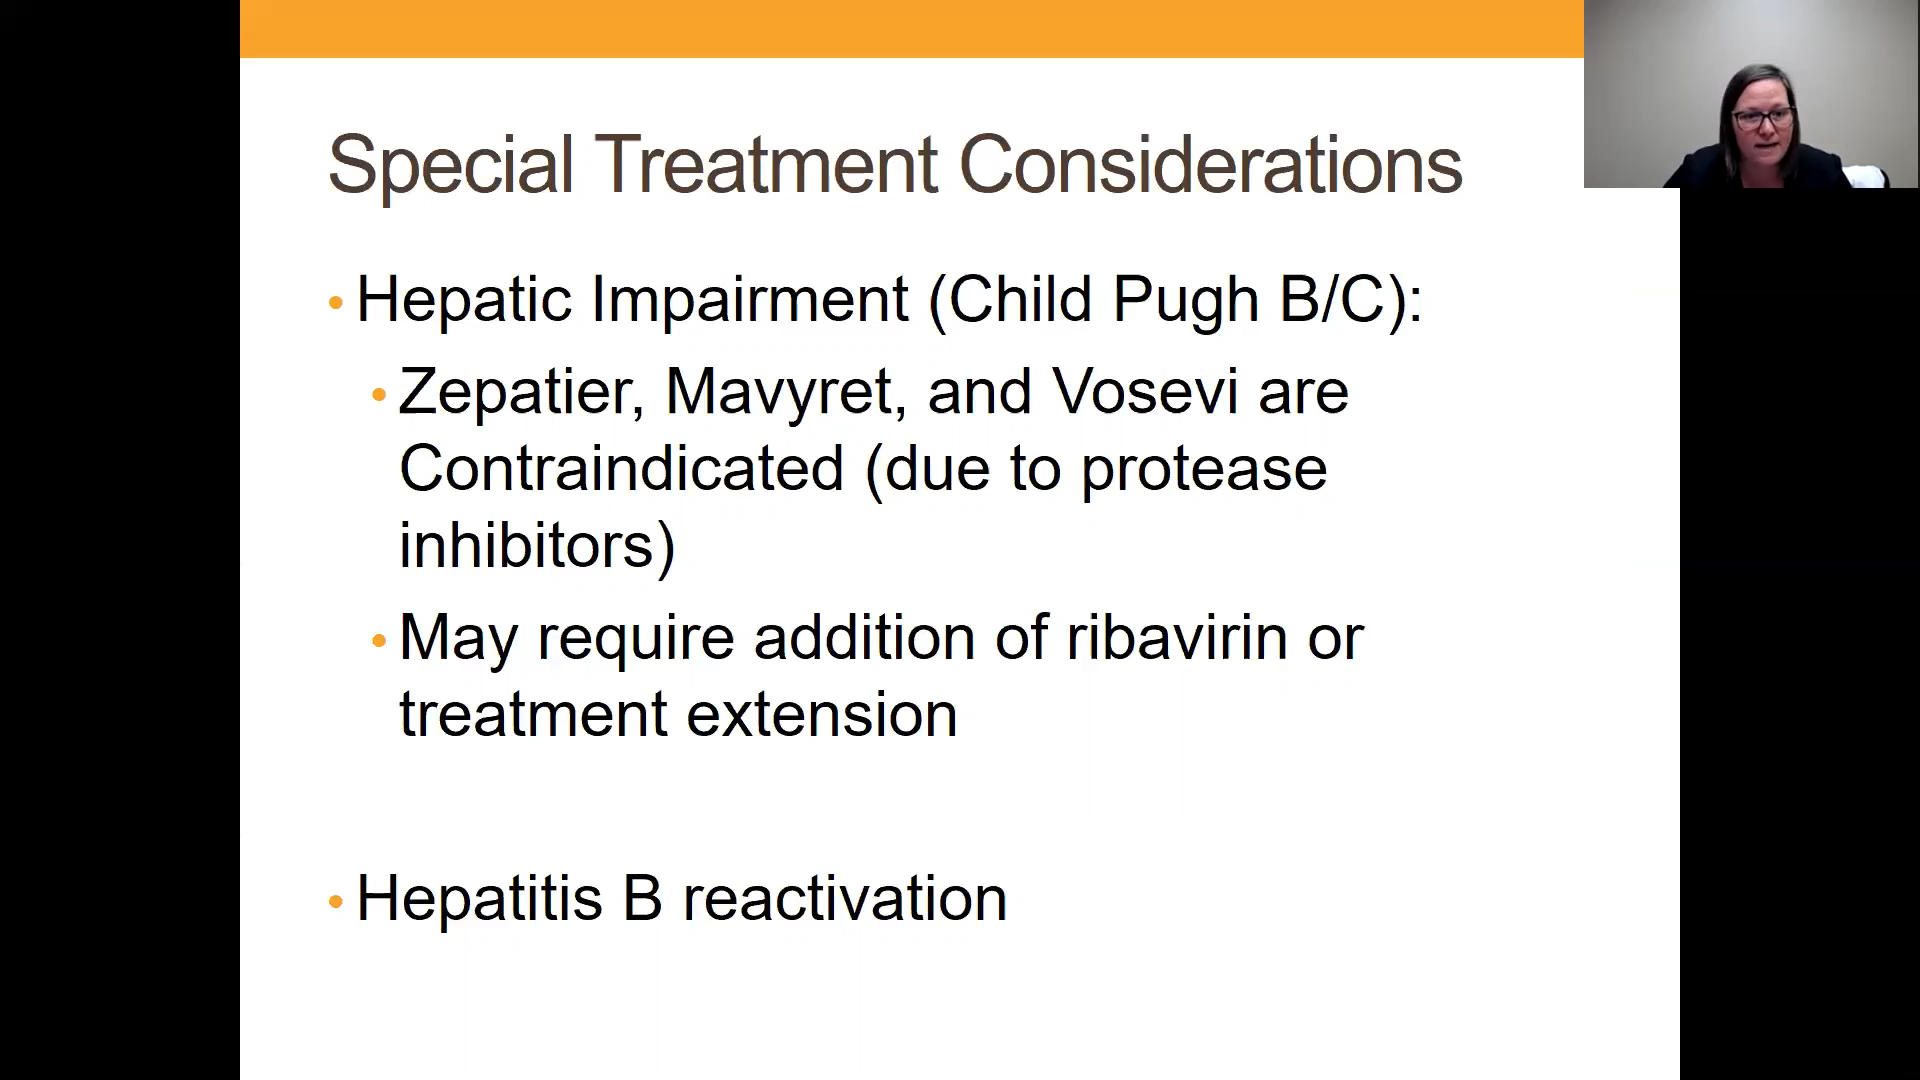 Special Treatment Considerations
• Hepatic Impairment (Child Pugh B/C):
• Zepatier, Mavyret, and Vosevi are
Contraindicated (due to protease
inhibitors)
• May require addition of ribavirin or
treatment extension
• Hepatitis B reactivation